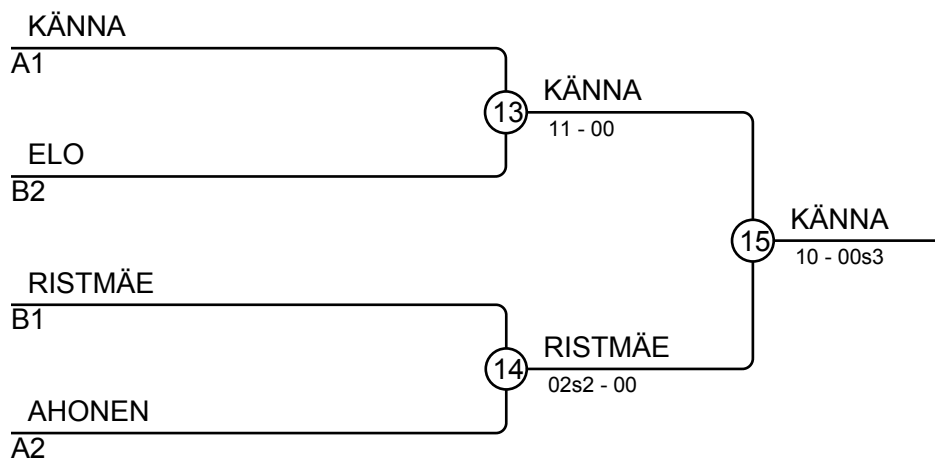 KÄNNA
A1
13
KÄNNA
11 - 00
ELO
B2
15
KÄNNA
10 - 00s3
RISTMÄE
B1
14
RISTMÄE
02s2 - 00
AHONEN
A2